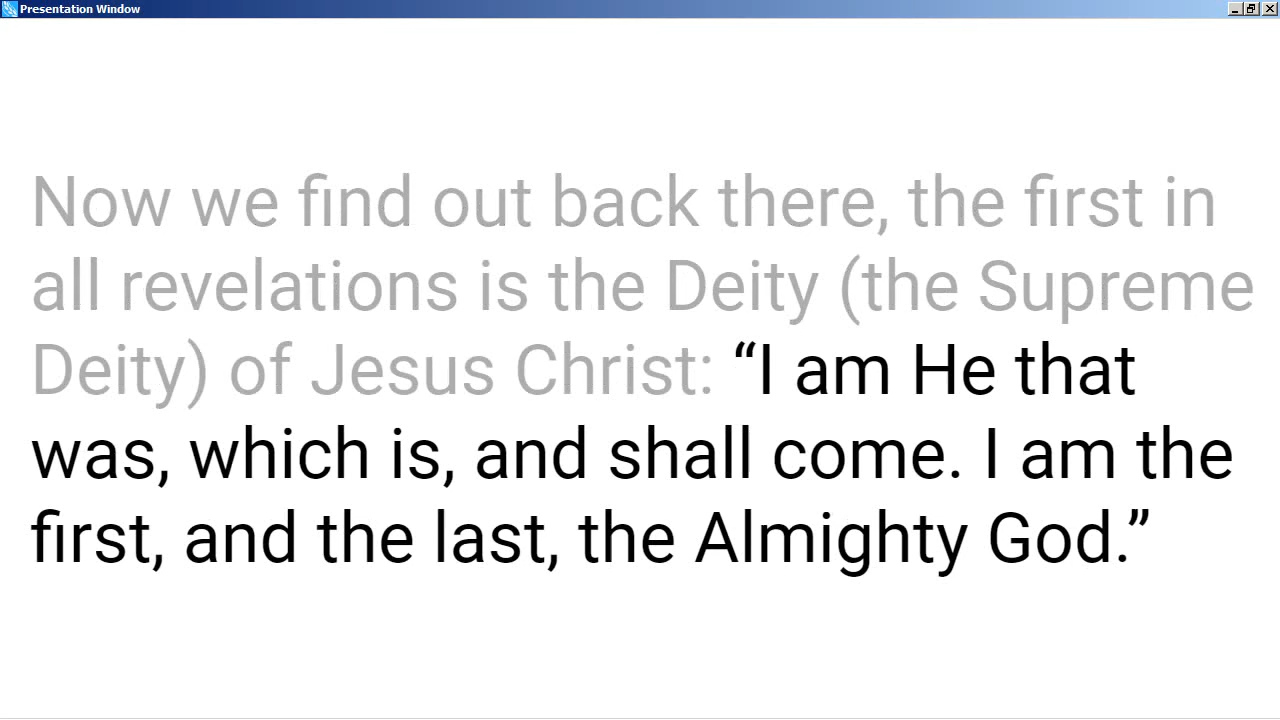 Presentation Window
Now we find out back there, the first in
all revelations is the Deity (the Supreme
Deity) of Jesus Christ: “I am He that
was, which is, and shall come. I am the
first, and the last, the Almighty God.”